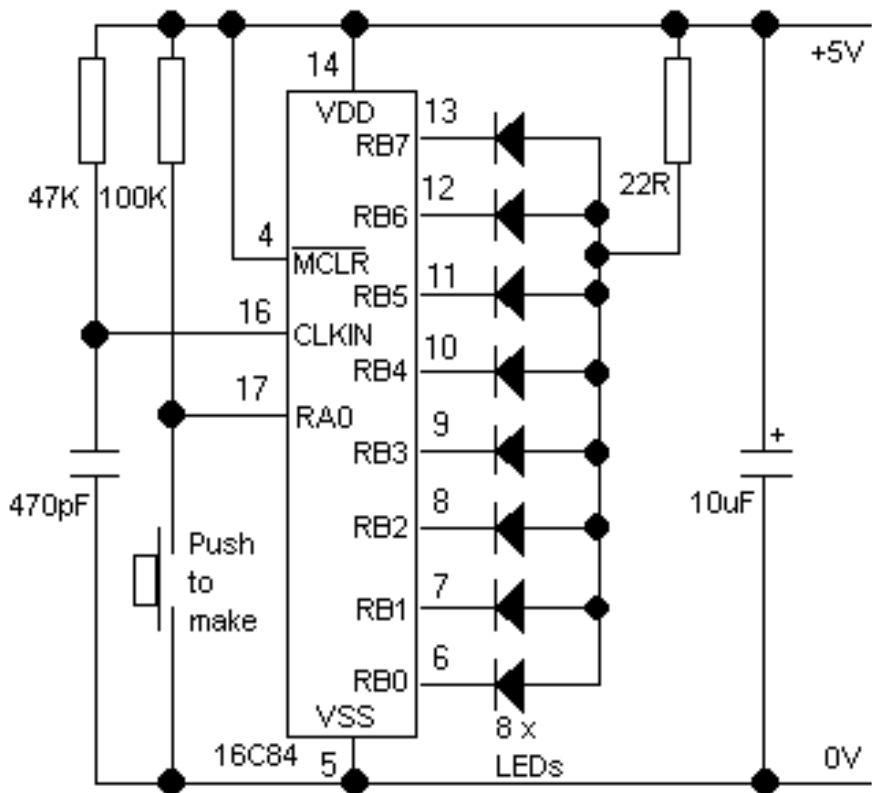 +5V
14
VDD
13
RB7
47K
100K
12
22R
RB6
4
MCLR
11
RB5
16
CLKIN
10
RB4
17
RA0
9
RB3
+
470pF
8
10uF
RB2
Push
to
make
7
RB1
6
RB0
VSS
8 x
LEDs
16C84
5
0V